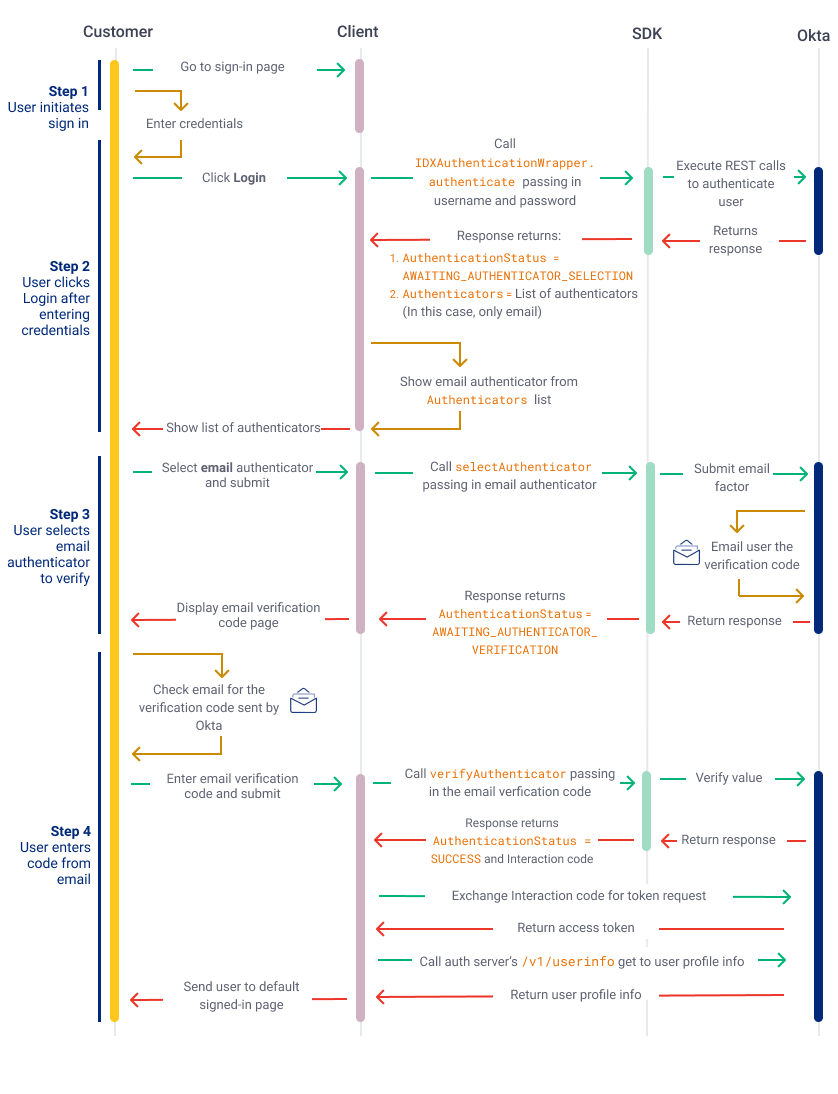 Customer
Client
SDK
Okta
Step 1
User initiates
sign in
Go to sign-in page
Enter credentials
Step 2
User clicks
Login after
entering
credentials
Click Login
Call
IDXAuthenticationWrapper.
authenticate passing in
username and password
Execute REST calls
to authenticate
user
Returns
response
Response returns:
1. AuthenticationStatus =
AWAITING_AUTHENTICATOR_SELECTION
2. Authenticators = List of authenticators
(In this case, only email)
Show email authenticator from
Authenticators list
Show list of authenticators
Step 3
User selects
email
authenticator
to verify
Select email authenticator
and submit
Call selectAuthenticator
passing in email authenticator
Submit email
factor
Email user the
verification code
Return response
Response returns
AuthenticationStatus =
AWAITING_AUTHENTICATOR_
VERIFICATION
Display email verification
code page
Step 4
User enters
code from
email
Check email for the
verification code sent by
Okta
Enter email verification
code and submit
Call verifyAuthenticator passing
in the email verfication code
Verify value
Return response
Response returns
AuthenticationStatus =
SUCCESS and Interaction code
Exchange Interaction code for token request
Return access token
Call auth server's /v1/userinfo get to user profile info
Return user profile info
Send user to default
signed-in page